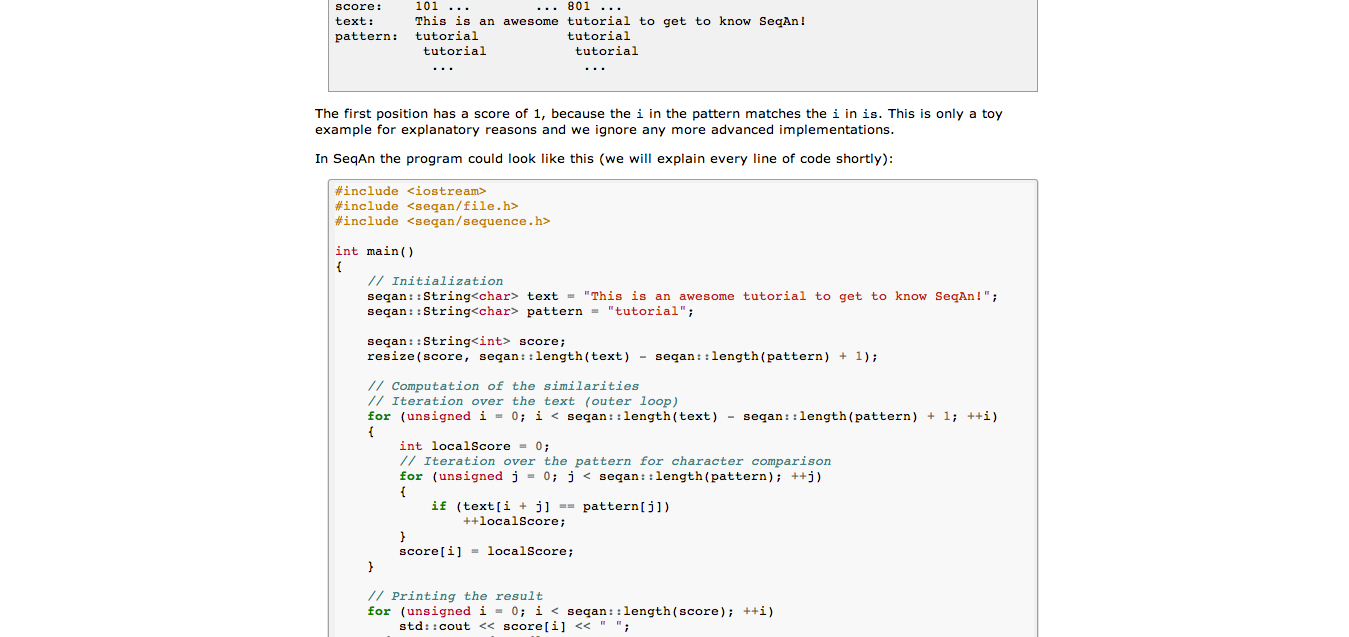 score:    101 ...        ... 801 ...
text:     This is an awesome tutorial to get to know SeqAn!
pattern:  tutorial           tutorial
           tutorial           tutorial
            ...                ...
The first position has a score of 1, because the i in the pattern matches the i in is. This is only a toy
example for explanatory reasons and we ignore any more advanced implementations.
In SeqAn the program could look like this (we will explain every line of code shortly):
#include <iostream>
#include <seqan/file.h>
#include <seqan/sequence.h>
int main()
{
    // Initialization
    seqan::String<char> text = "This is an awesome tutorial to get to know SeqAn!";
    seqan::String<char> pattern = "tutorial";
    seqan::String<int> score;
    resize(score, seqan::length(text) - seqan::length(pattern) + 1);
    // Computation of the similarities
    // Iteration over the text (outer loop)
    for (unsigned i = 0; i < seqan::length(text) - seqan::length(pattern) + 1; ++i)
    {
        int localScore = 0;
        // Iteration over the pattern for character comparison
        for (unsigned j = 0; j < seqan::length(pattern); ++j)
        {
            if (text[i + j] == pattern[j])
                ++localScore;
        }
        score[i] = localScore;
    }
    // Printing the result
    for (unsigned i = 0; i < seqan::length(score); ++i)
        std::cout << score[i] << " ";